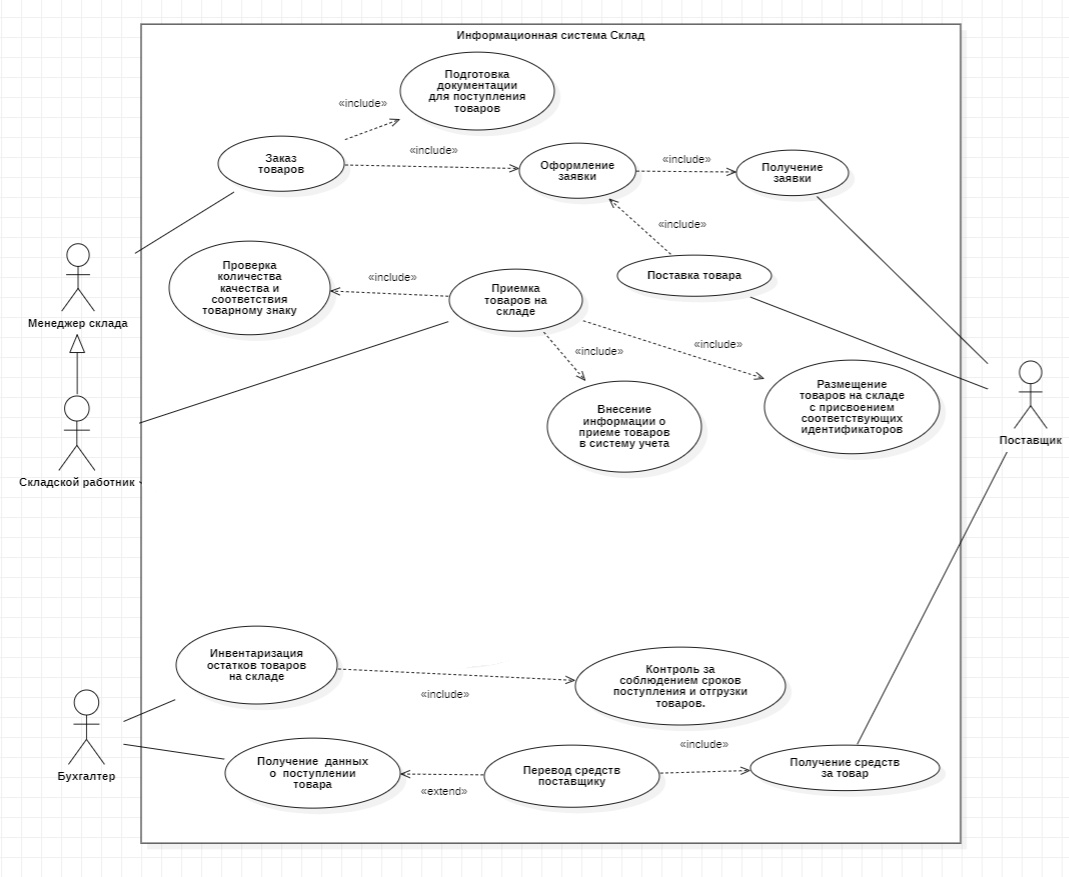 Информационная система Склад
Подготовка
документации
для поступления
товаров
«include»
Заказ
товаров
«include»
Оформление
заявки
«include»
Получение
заявки
«include»
Поставка товара
Проверка
количества
качества и
соответствия
товарному знаку
«include»
Приемка
товаров на
складе
Менеджер склада
«include»
«include»
Внесение
информации о
приеме товаров
в систему учета
Размещение
товаров на складе
с присвоением
соответствующих
идентификаторов
Поставщик
Складской работник
Инвентаризация
остатков товаров
на складе
«include»
Контроль за
соблюдением сроков
поступления и отгрузки
товаров.
Бухгалтер
Получение данных
о поступлении
товара
«extend»
Перевод средств
поставщику
«include»
Получение средств
за товар